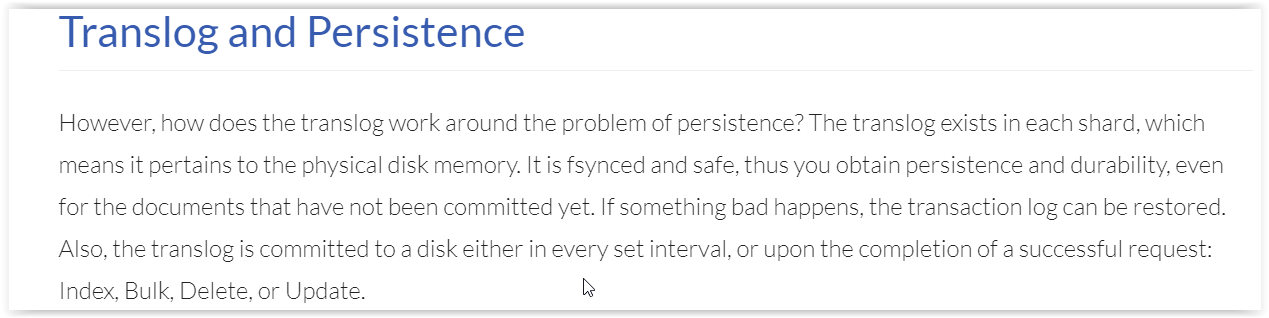 Translog and Persistence
However, how does the translog work around the problem of persistence? The translog exists in each shard, which
means it pertains to the physical disk memory. It is fsynced and safe, thus you obtain persistence and durability, even
for the documents that have not been committed yet. If something bad happens, the transaction log can be restored.
Also, the translog is committed to a disk either in every set interval, or upon the completion of a successful request:
Index, Bulk, Delete, or Update.